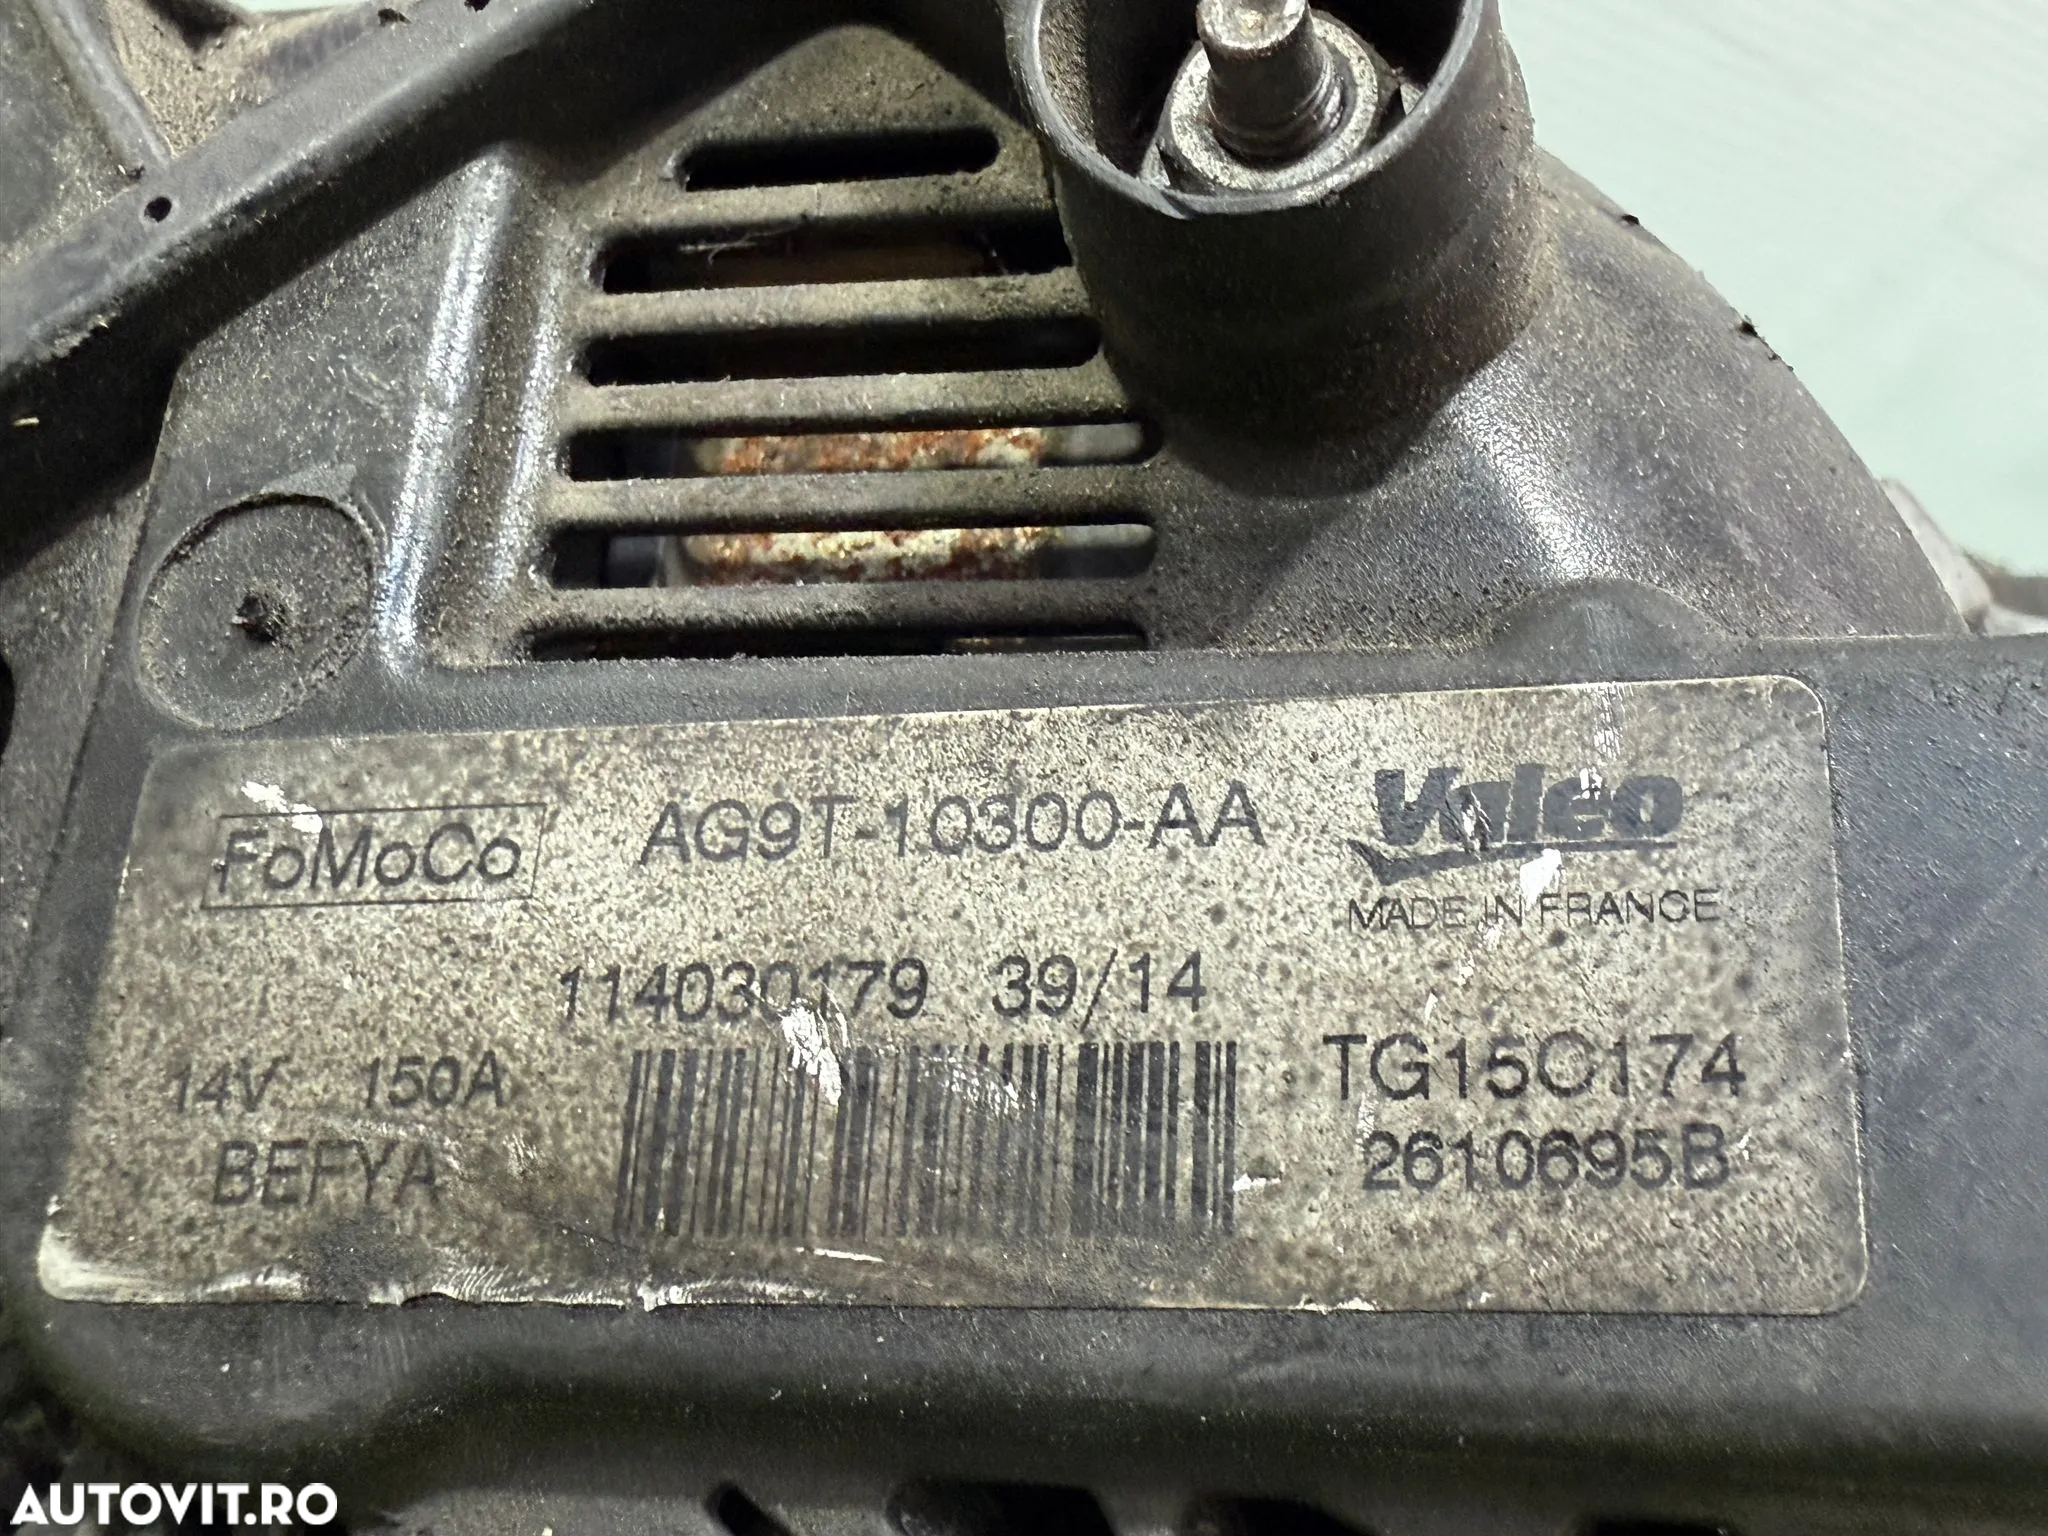 FoMoCo AG9T-10300-AA Valeo
MADE IN FRANCE
114030179 39/14
14V 150A TG15C174
BEFYA 2610695B
AUTOVIT.RO